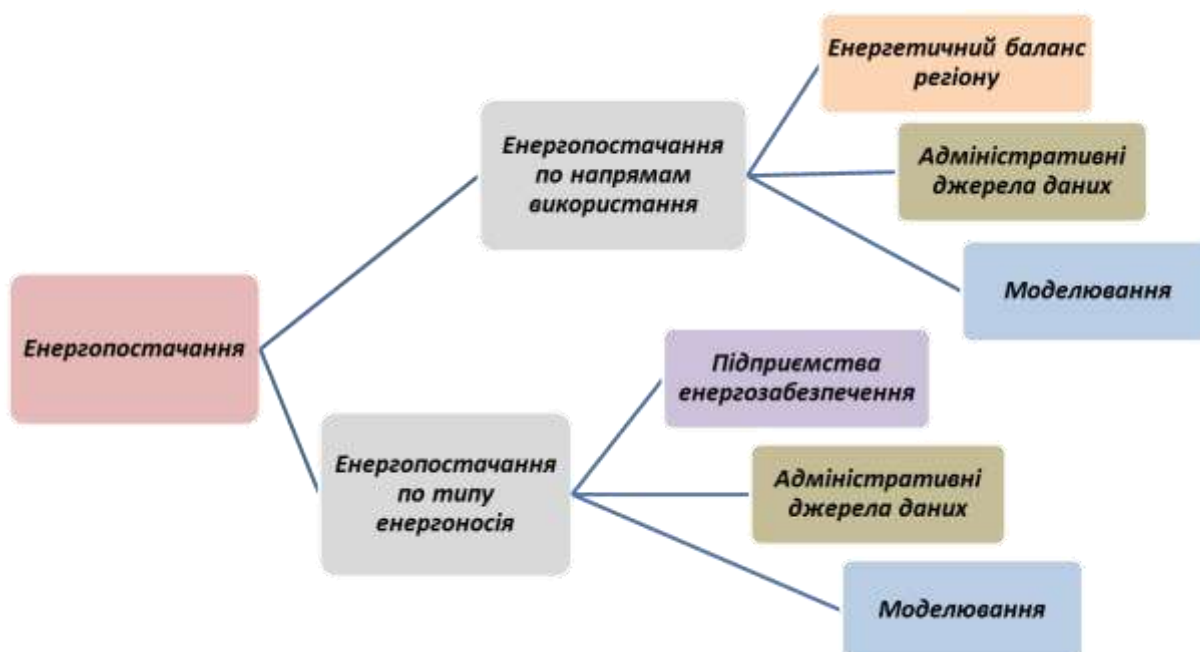 Енергетичний баланс
регіону
Енергопостачання
по напрямам
використання
Адміністративні
джерела даних
Моделювання
Енергопостачання
Підприємства
енергозабезпечення
Енергопостачання
по типу
енергоносія
Адміністративні
джерела даних
Моделювання